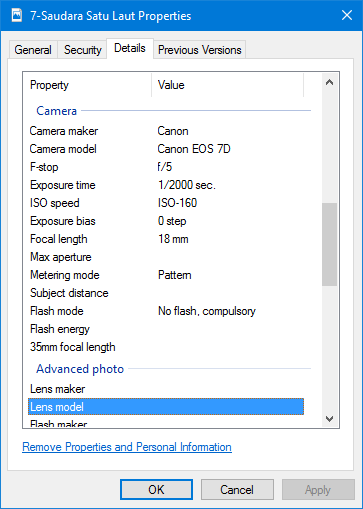 7-Saudara Satu Laut Properties
General Security Details Previous Versions
Property Value
Camera
Camera maker Canon
Camera model Canon EOS 7D
F-stop f/5
Exposure time 1/2000 sec.
ISO speed ISO-160
Exposure bias 0 step
Focal length 18 mm
Max aperture
Metering mode Pattern
Subject distance
Flash mode No flash, compulsory
Flash energy
35mm focal length
Advanced photo
Lens maker
Lens model
Flash maker
Remove Properties and Personal Information
OK Cancel Apply